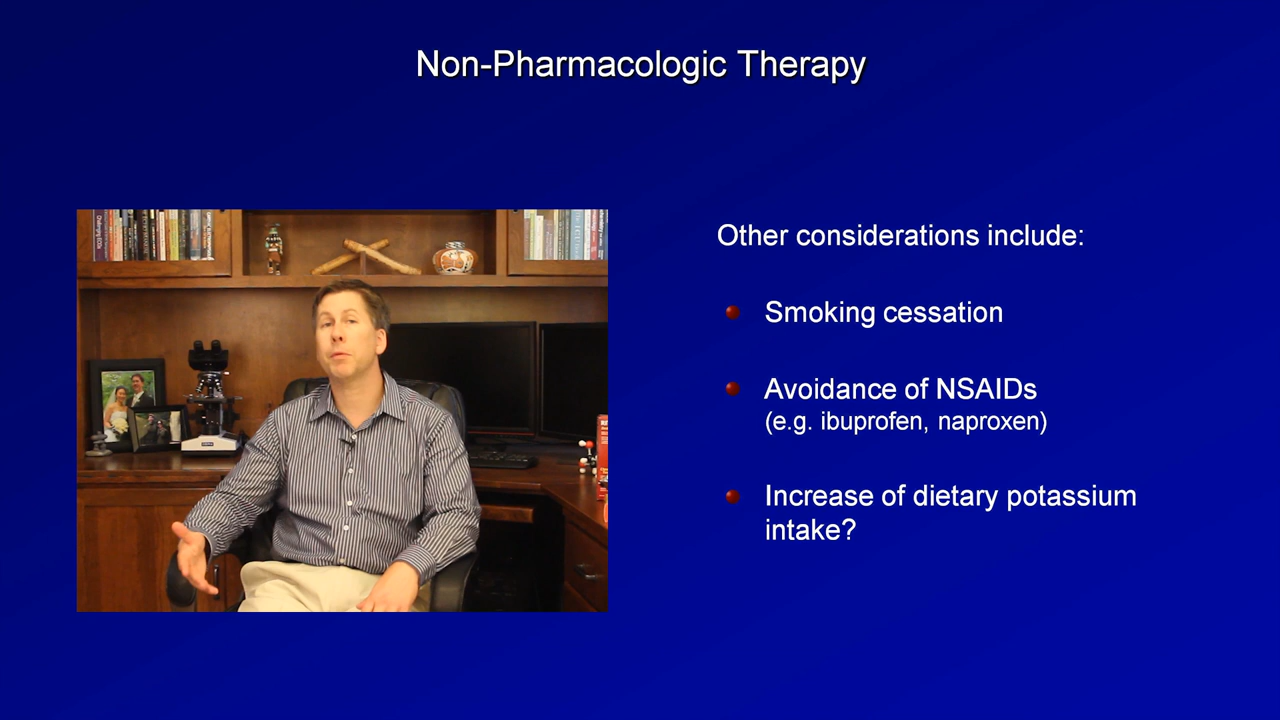 Non-Pharmacologic Therapy
Other considerations include:
Smoking cessation
Avoidance of NSAIDs
(e.g. ibuprofen, naproxen)
Increase of dietary potassium
intake?